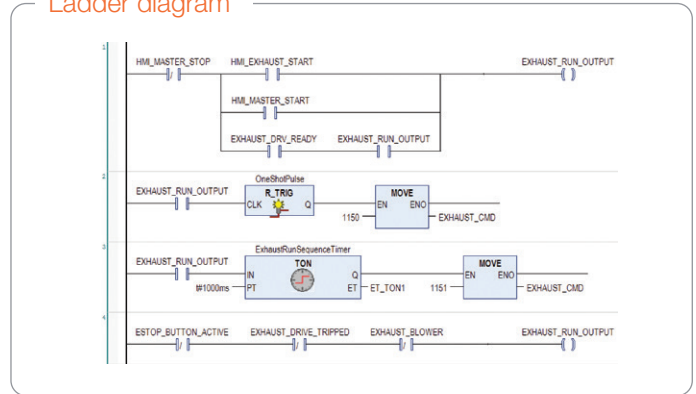 Ladder diagram
1
HMI_MASTER_STOP HMI_EXHAUST_START EXHAUST_RUN_OUTPUT
HMI_MASTER_START
EXHAUST_DRV_READY EXHAUST_RUN_OUTPUT
2
OneShotPulse
EXHAUST_RUN_OUTPUT R_TRIG MOVE
CLK Q EN ENO
1150 EXHAUST_CMD
3
ExhaustRunSequenceTimer
EXHAUST_RUN_OUTPUT TON MOVE
IN Q EN ENO
t#1000ms PT ET ET_TON1 1151 EXHAUST_CMD
4
ESTOP_BUTTON_ACTIVE EXHAUST_DRIVE_TRIPPED EXHAUST_BLOWER EXHAUST_RUN_OUTPUT